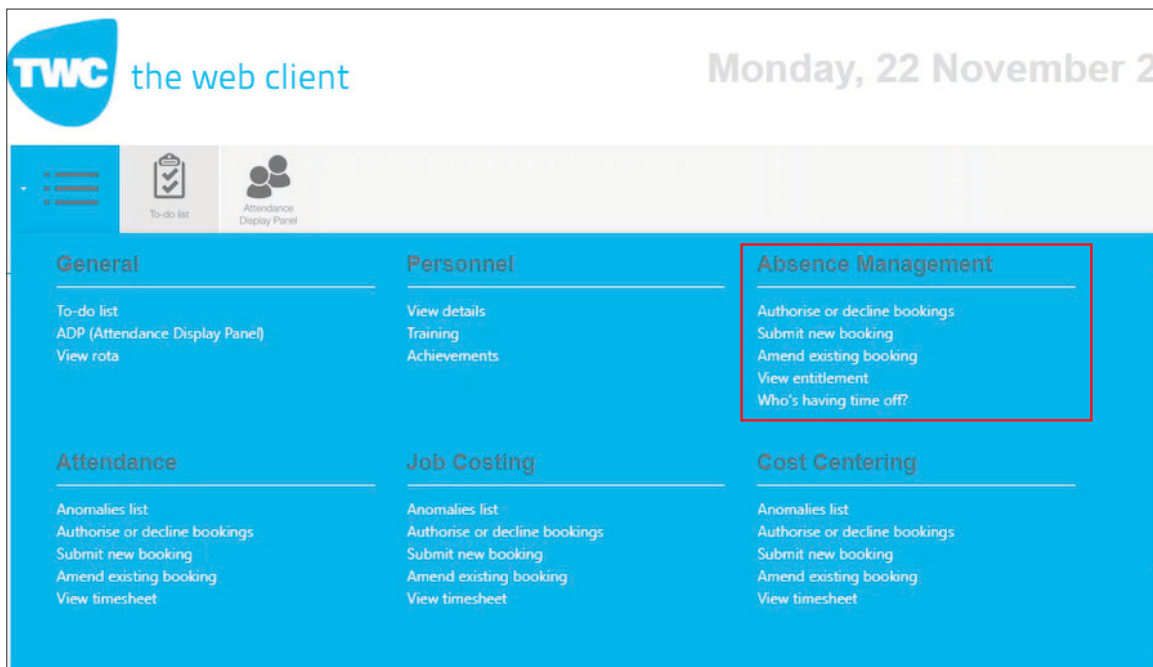 TWC the web client
Monday, 22 November 2
To-do list
Attendance
Display Panel
General
To-do list
ADP (Attendance Display Panel)
View rota
Personnel
View details
Training
Achievements
Absence Management
Authorise or decline bookings
Submit new booking
Amend existing booking
View entitlement
Who's having time off?
Attendance
Anomalies list
Authorise or decline bookings
Submit new booking
Amend existing booking
View timesheet
Job Costing
Anomalies list
Authorise or decline bookings
Submit new booking
Amend existing booking
View timesheet
Cost Centering
Anomalies list
Authorise or decline bookings
Submit new booking
Amend existing booking
View timesheet